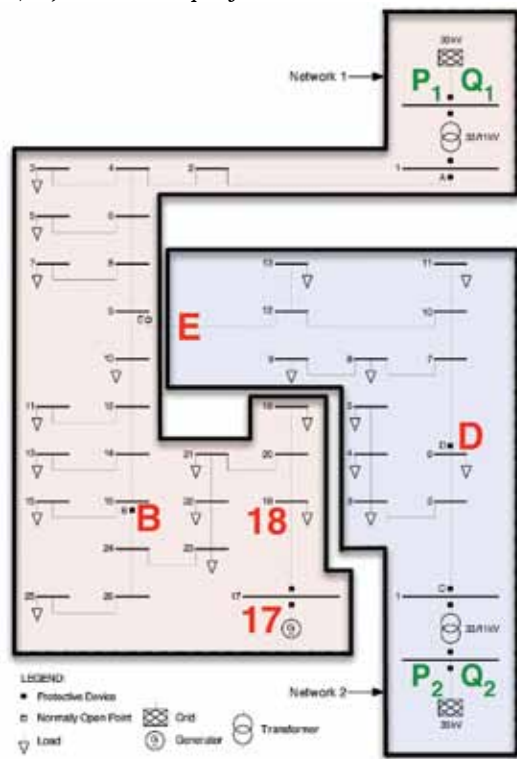 33kV
Network 1
P1 Q1
33/11kV
1
A
3 4 2
5 6
7 8
13 11
9
E
12 10
10
9 8 7
11 12
18
5
D
D
13 14 21 20
4 6
15 16 22 19
B
B
18
3 2
24 23
17
1
C
17
25 26
33/11kV
LEGEND:
Protective Device
Normally Open Point
Load
Grid
Generator
Transformer
Network 2
P2 Q2
33kV